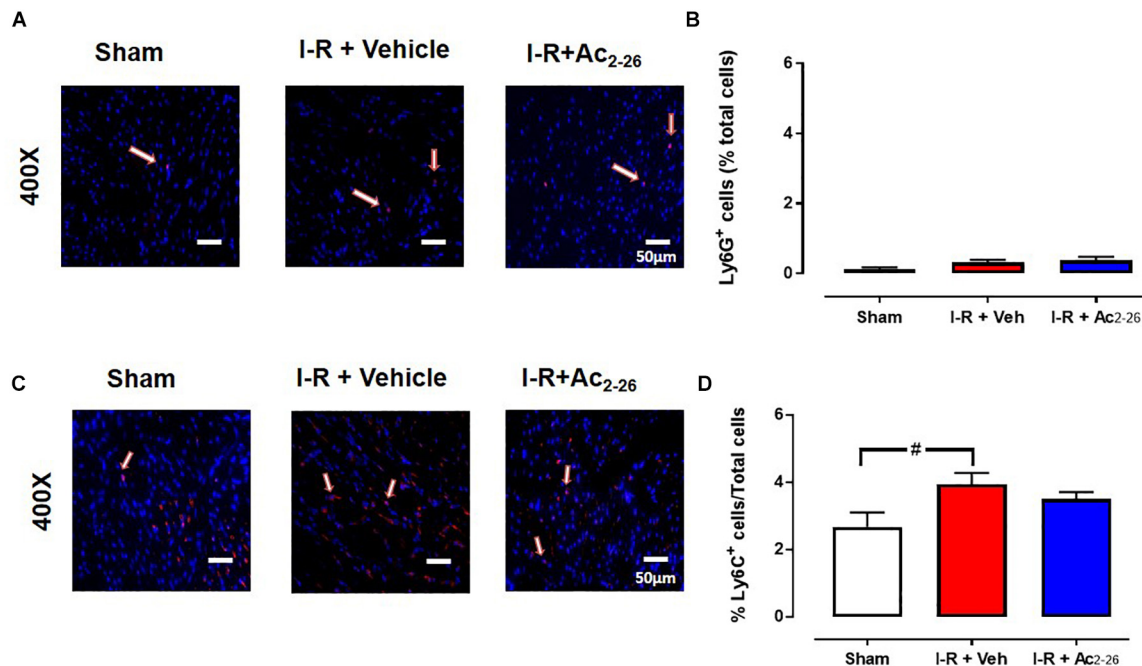 A
Sham
I-R + Vehicle
I-R+Ac₂₋₂₆
400X
50μm
B
Ly6G⁺ cells (% total cells)
6
4
2
0
Sham
I-R + Veh
I-R + Ac2-26
C
Sham
I-R + Vehicle
I-R+Ac₂₋₂₆
400X
50μm
D
% Ly6C⁺ cells/Total cells
6
4
2
0
#
Sham
I-R + Veh
I-R + Ac2-26